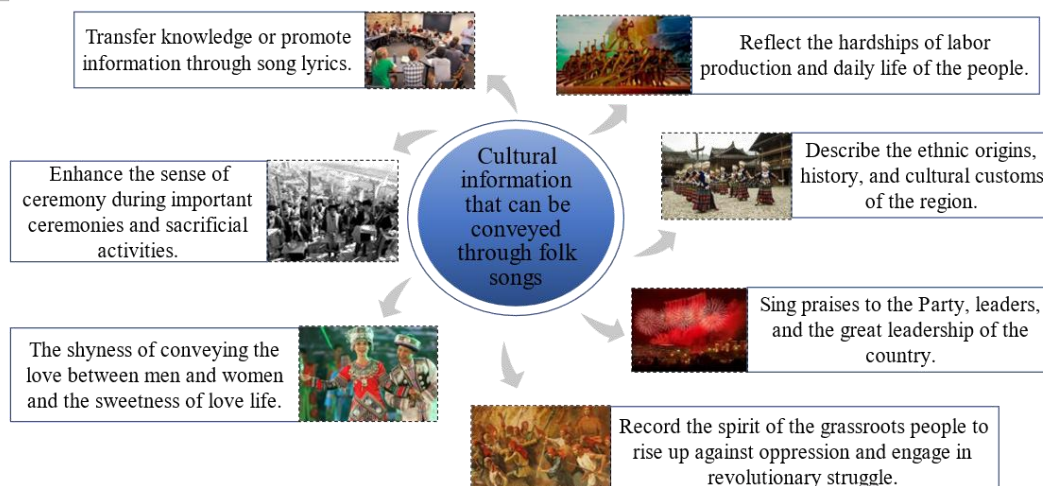 Transfer knowledge or promote
information through song lyrics.
Reflect the hardships of labor
production and daily life of the people.
Cultural
information
that can be
conveyed
through folk
songs
Enhance the sense of
ceremony during important
ceremonies and sacrificial
activities.
Describe the ethnic origins,
history, and cultural customs
of the region.
Sing praises to the Party, leaders,
and the great leadership of the
country.
The shyness of conveying the
love between men and women
and the sweetness of love life.
Record the spirit of the grassroots people to
rise up against oppression and engage in
revolutionary struggle.